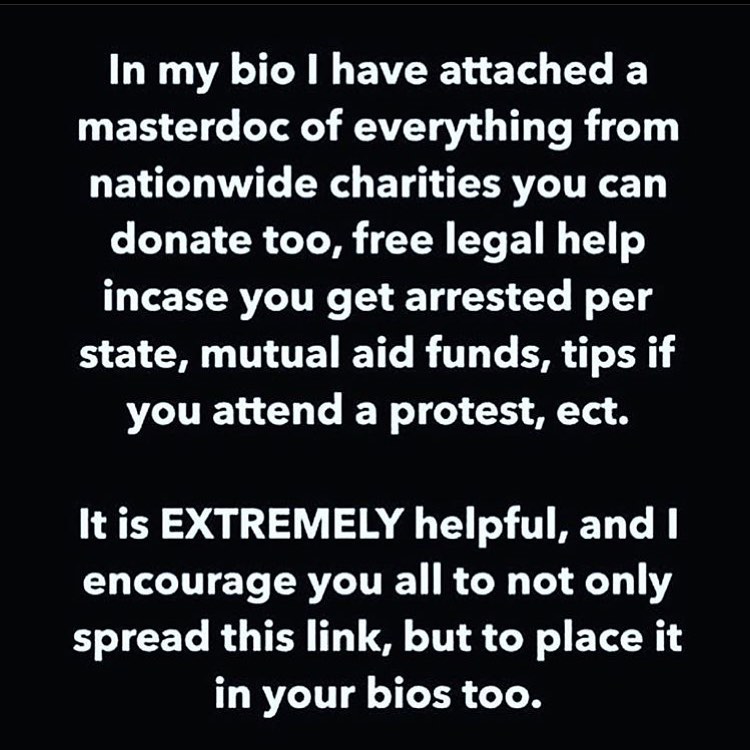 In my bio I have attached a
masterdoc of everything from
nationwide charities you can
donate too, free legal help
incase you get arrested per
state, mutual aid funds, tips if
you attend a protest, ect.
It is EXTREMELY helpful, and I
encourage you all to not only
spread this link, but to place it
in your bios too.